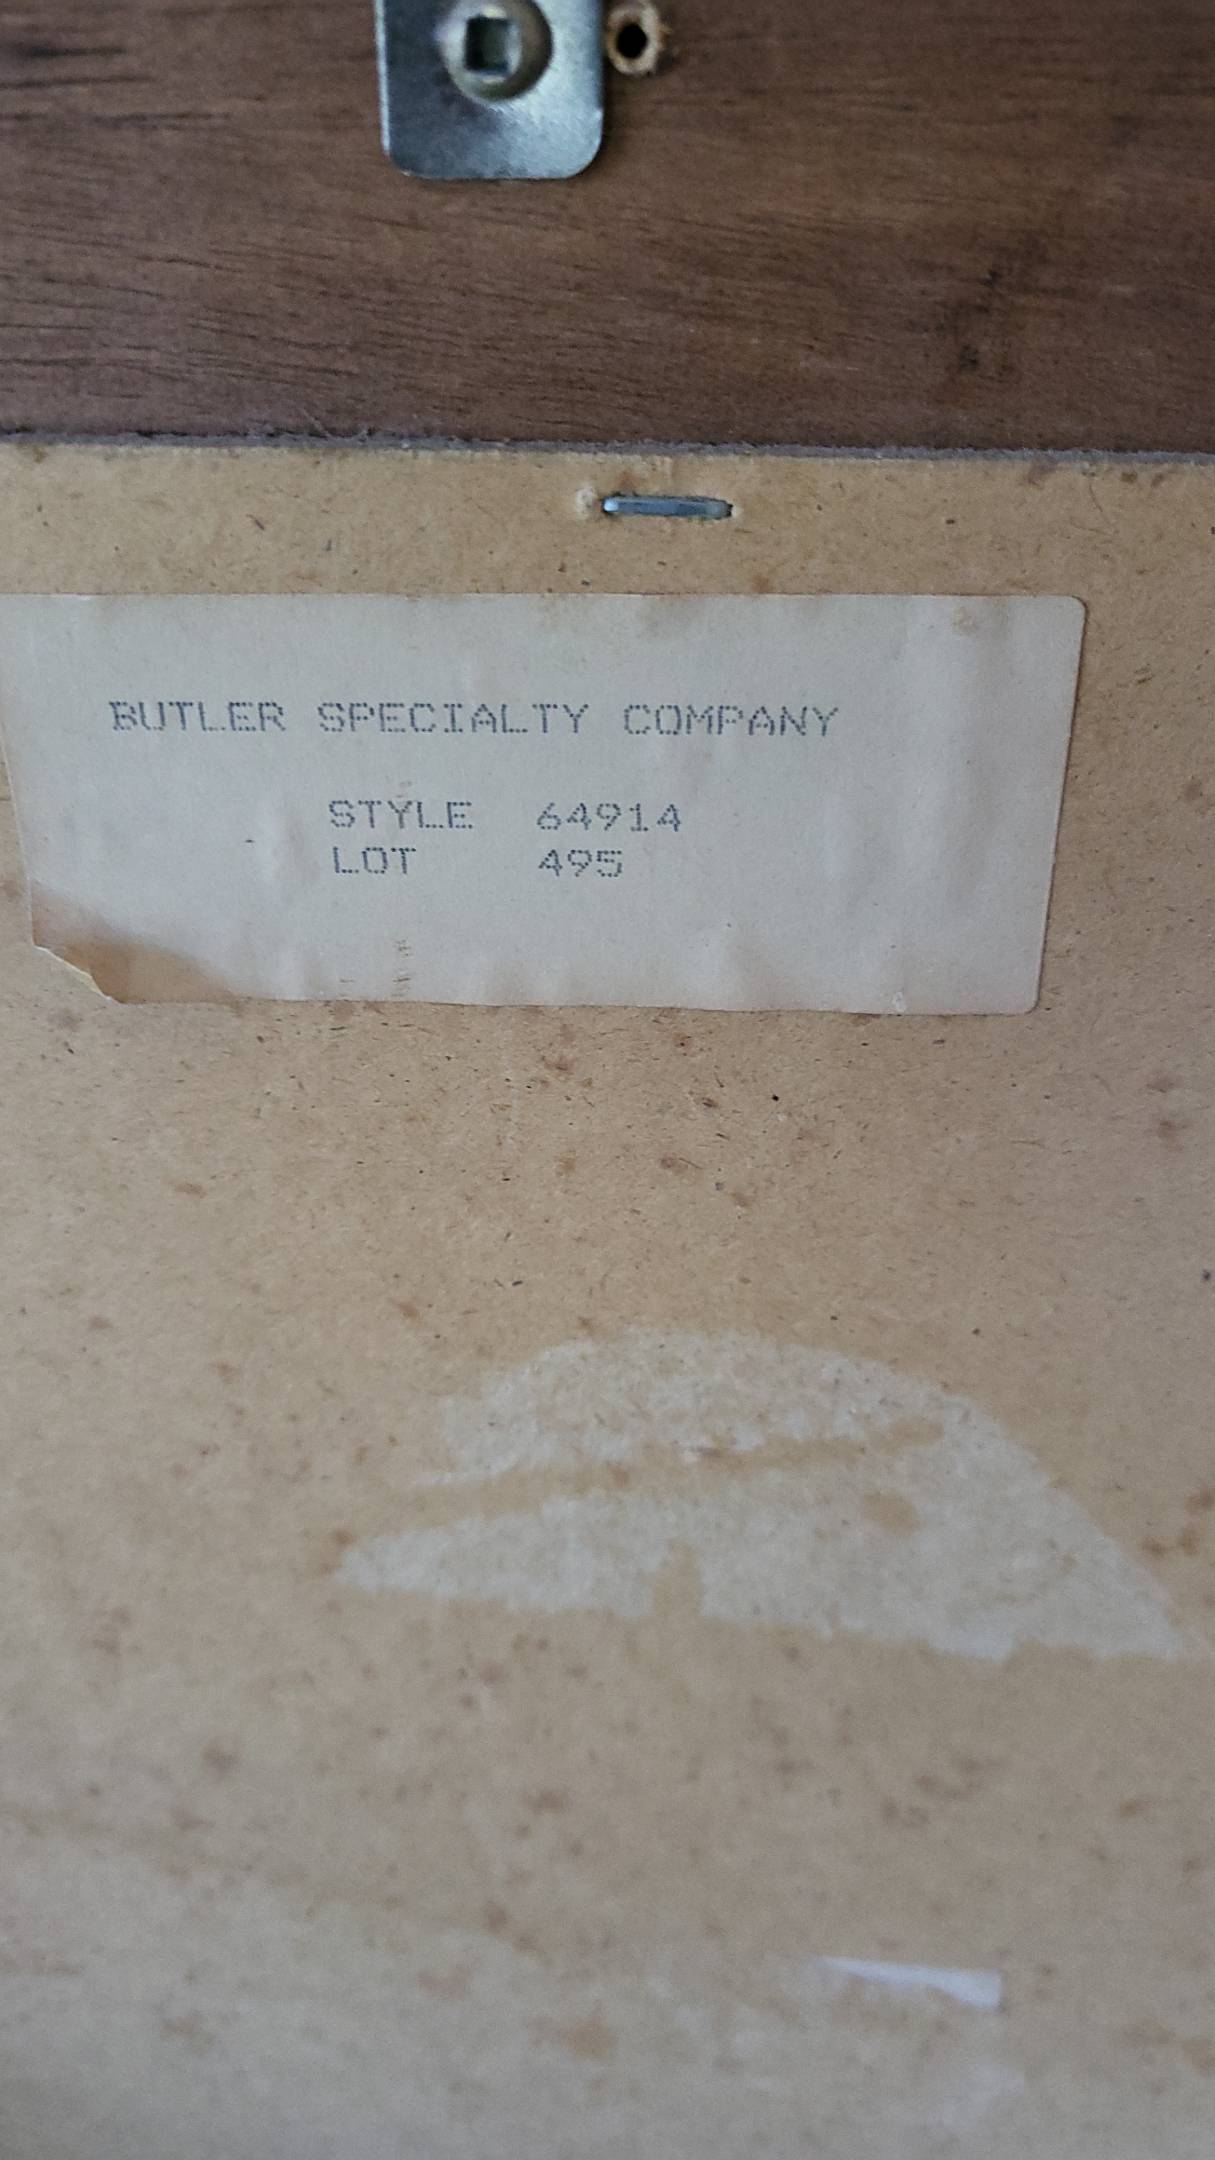 BUTLER SPECIALTY COMPANY
STYLE 64914
LOT 495